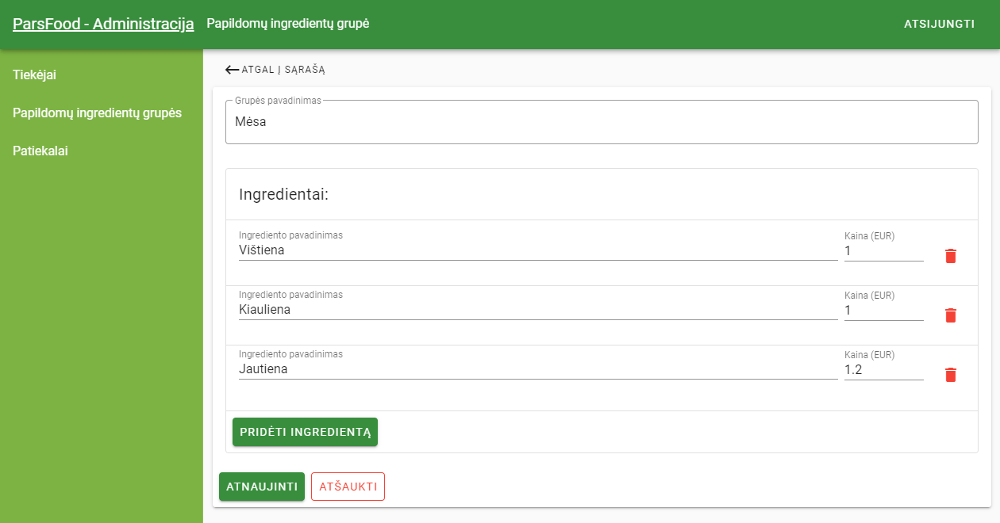 ParsFood - Administracija Papildomų ingredientų grupė ATSIJUNGTI
Tiekėjai
Papildomų ingredientų grupės
Patiekalai
ATGAL Į SĄRAŠĄ
Grupės pavadinimas
Mėsa
Ingredientai:
Ingrediento pavadinimas Kaina (EUR)
Vištiena 1
Ingrediento pavadinimas Kaina (EUR)
Kiauliena 1
Ingrediento pavadinimas Kaina (EUR)
Jautiena 1.2
PRIDĖTI INGREDIENTĄ
ATNAUJINTI ATŠAUKTI